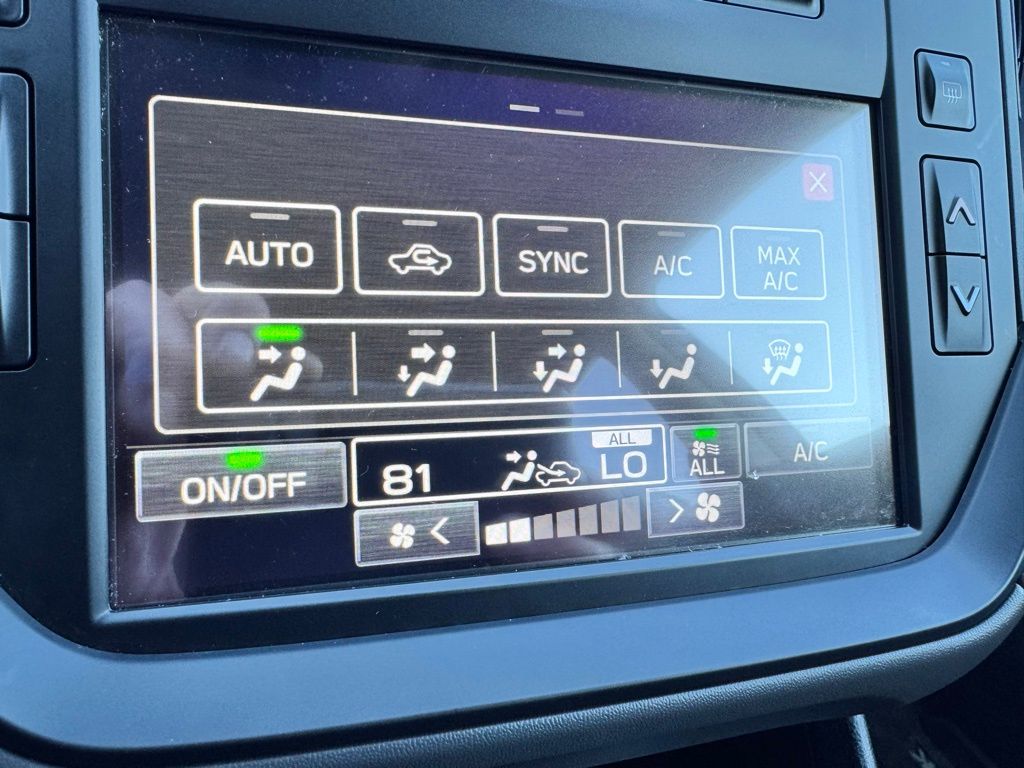 AUTO SYNC A/C MAX
A/C
ALL
ON/OFF 81 LO ALL A/C